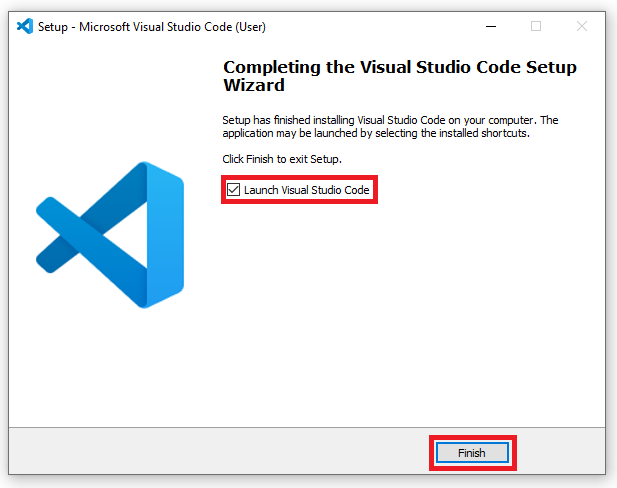 Setup - Microsoft Visual Studio Code (User)
Completing the Visual Studio Code Setup
Wizard
Setup has finished installing Visual Studio Code on your computer. The
application may be launched by selecting the installed shortcuts.
Click Finish to exit Setup.
Launch Visual Studio Code
Finish